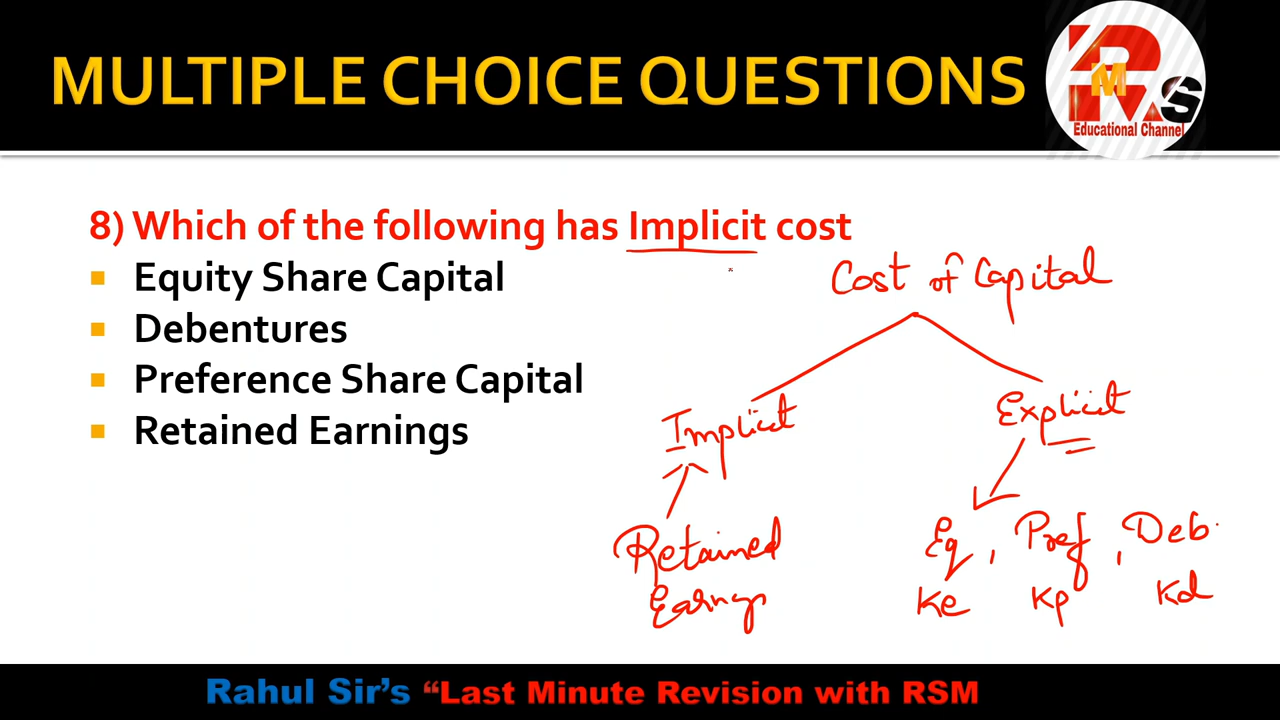 MULTIPLE CHOICE QUESTIONS
RMS
Educational Channel
8) Which of the following has Implicit cost
Equity Share Capital
Debentures
Preference Share Capital
Retained Earnings
Cost of Capital
Implicit
Explicit
Retained
Earnings
Eq, Pref, Deb.
Ke Kp Kd
Rahul Sir's "Last Minute Revision with RSM